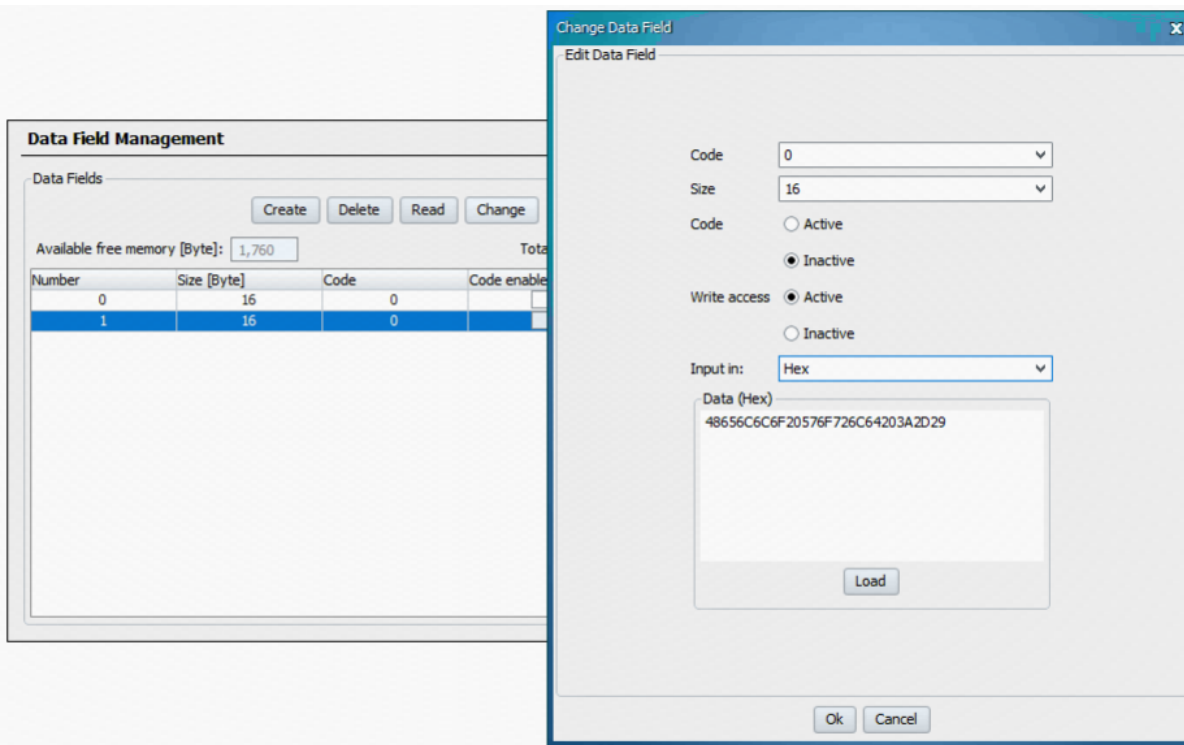 Data Field Management
Data Fields
Create Delete Read Change
Available free memory [Byte]: 1,760
Number Size [Byte] Code Code enable
0 16 0
1 16 0
Change Data Field
Edit Data Field
Code 0
Size 16
Code Active
Inactive
Write access Active
Inactive
Input in: Hex
Data (Hex)
48656C6C6F20576F726C64203A2D29
Load
Ok Cancel